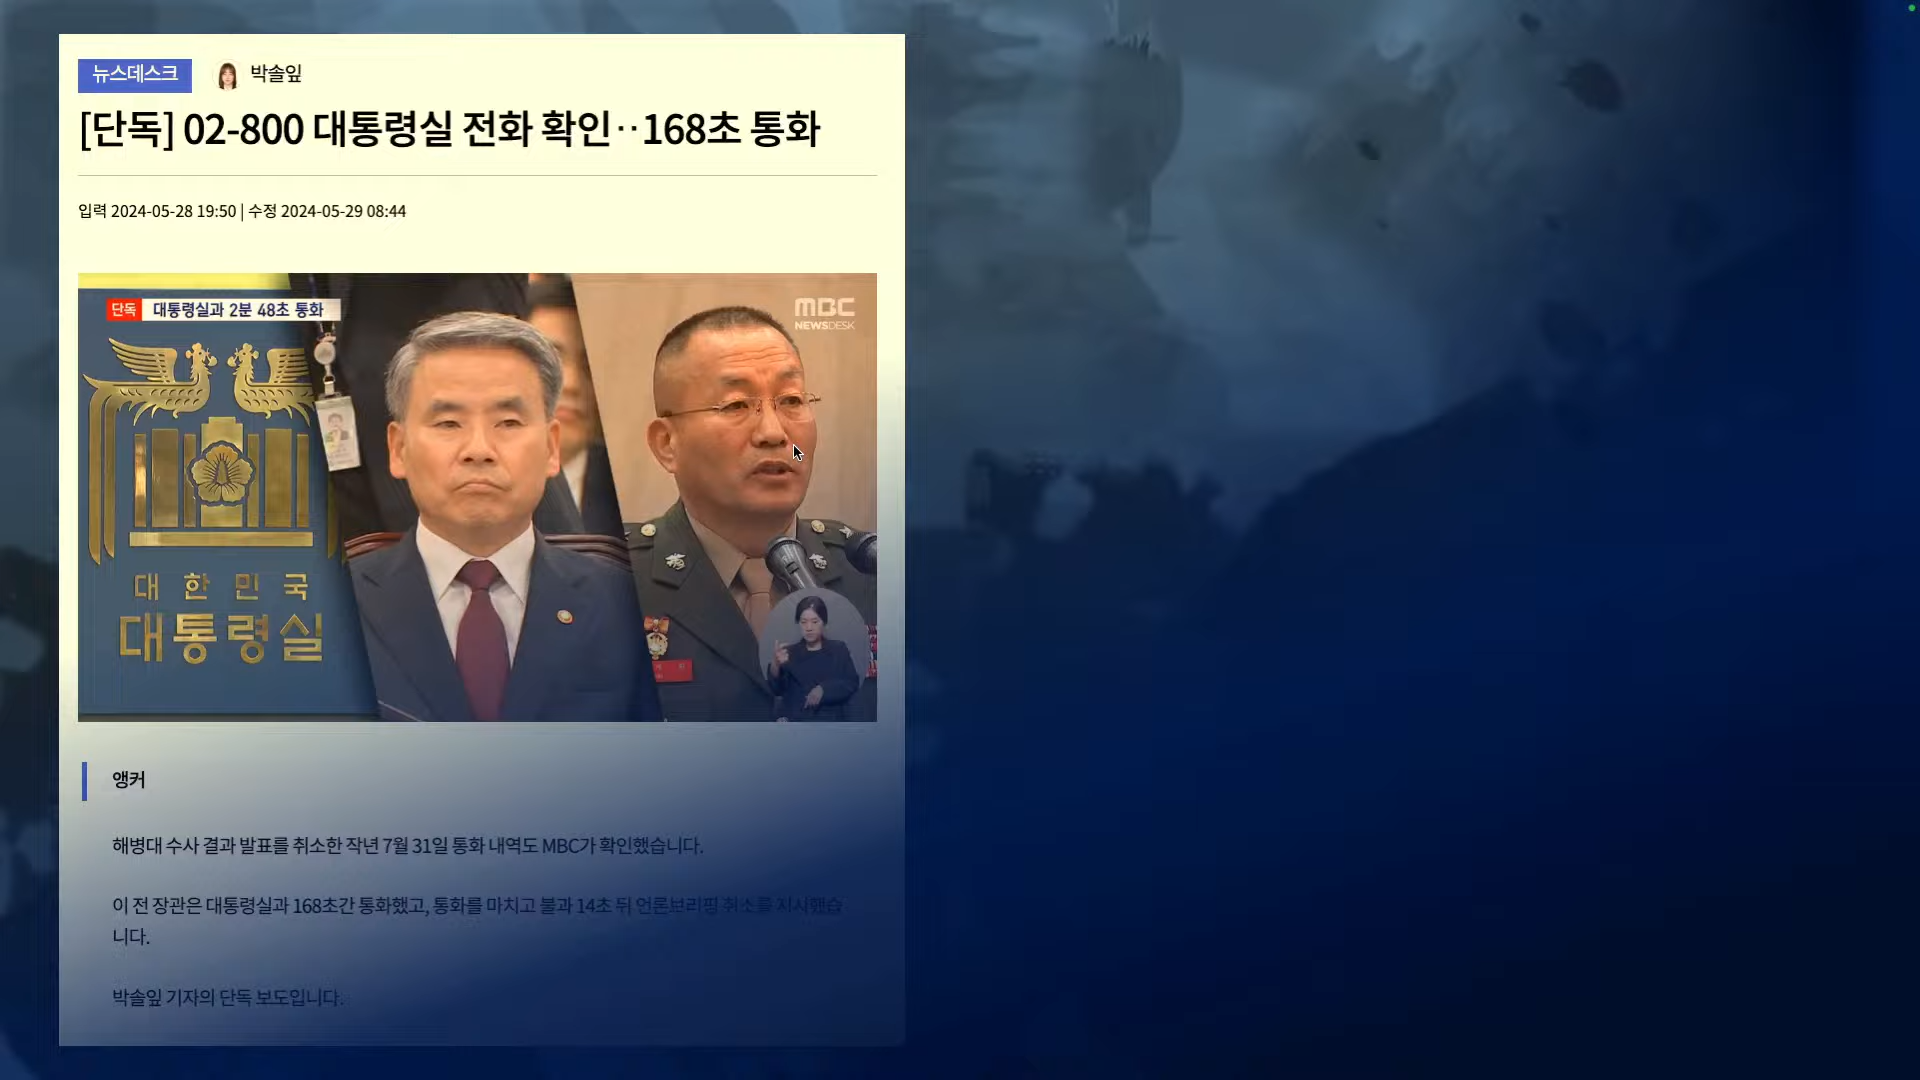 뉴스데스크 박솔잎
[단독] 02-800 대통령실 전화 확인··168초 통화
입력 2024-05-28 19:50 | 수정 2024-05-29 08:44
단독 대통령실과 2분 48초 통화
MBC
NEWSDESK
대한민국
대통령실
앵커
해병대 수사 결과 발표를 취소한 작년 7월 31일 통화 내역도 MBC가 확인했습니다.
이 전 장관은 대통령실과 168초간 통화했고, 통화를 마치고 불과 14초 뒤 언론브리핑 취소를 지시했습
니다.
박솔잎 기자의 단독 보도입니다.